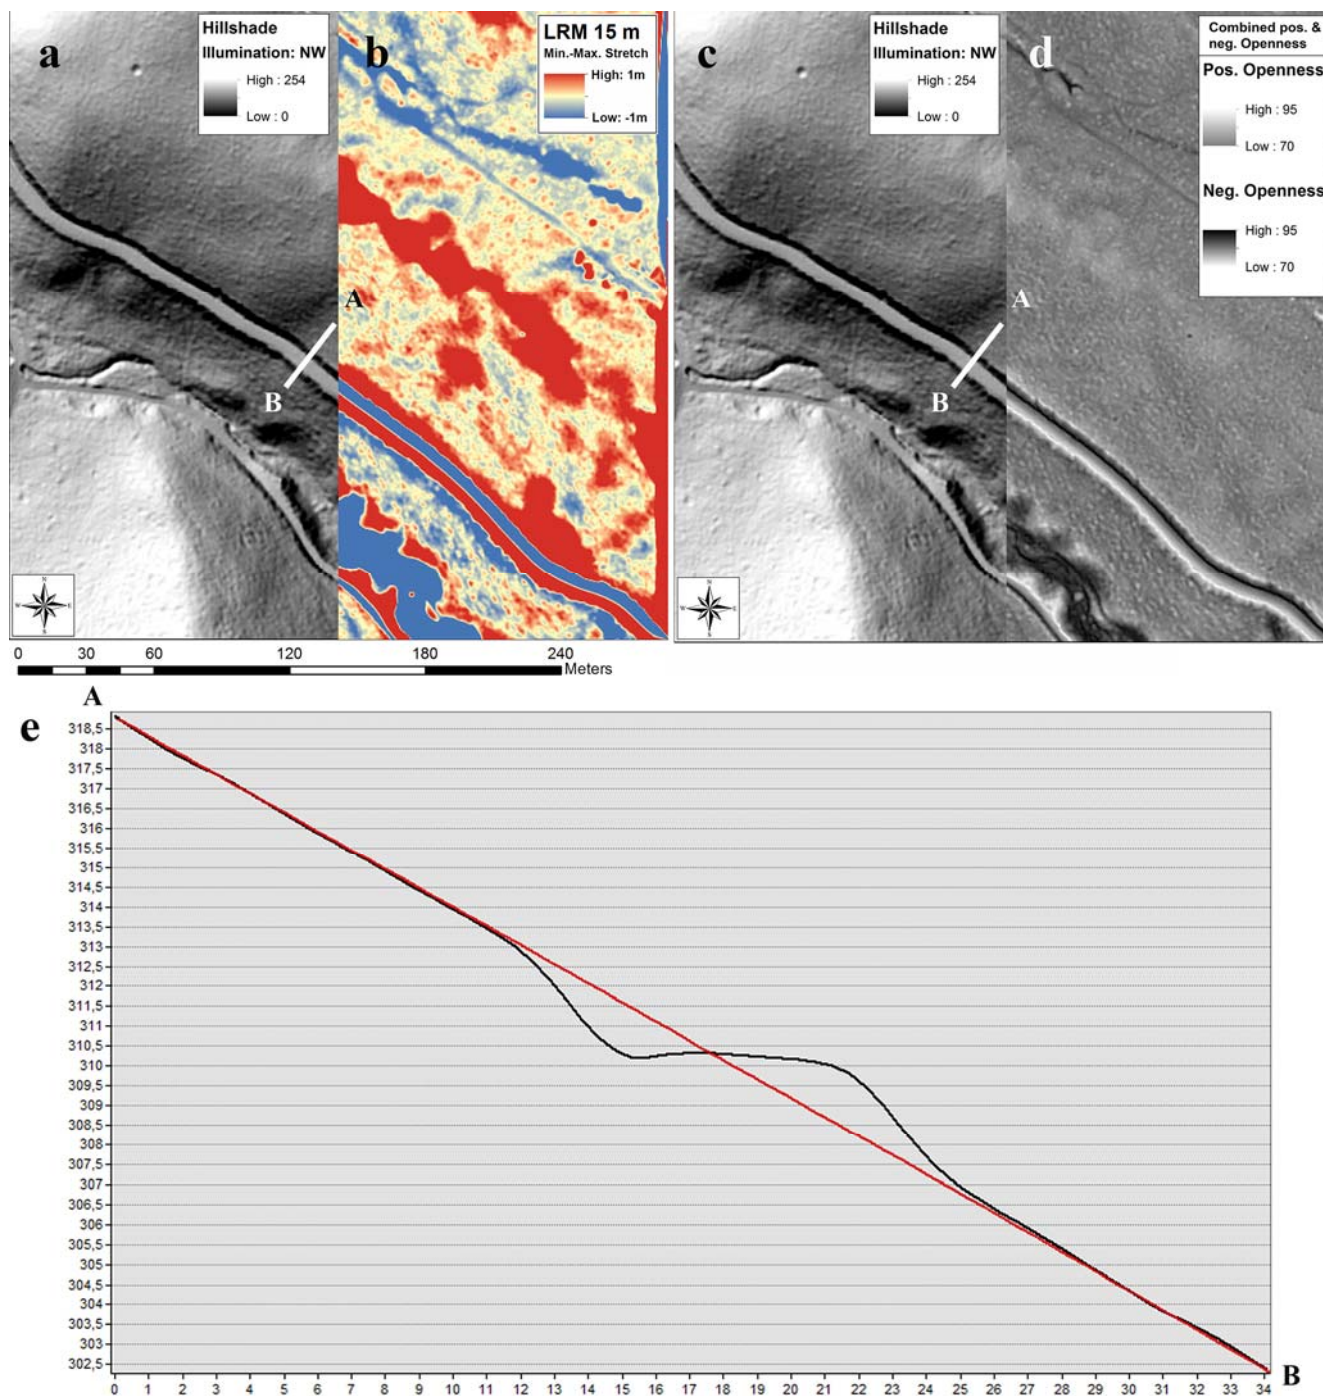 a
Hillshade
Illumination: NW
High : 254
Low : 0
b
LRM 15 m
Min.-Max. Stretch
High: 1m
Low: -1m
c
Hillshade
Illumination: NW
High : 254
Low : 0
d
Combined pos. &
neg. Openness
Pos. Openness
High : 95
Low : 70
Neg. Openness
High : 95
Low : 70
A
B
A
B
N
W E
S
N
W E
S
0 30 60 120 180 240
Meters
A
e
318,5
318
317,5
317
316,5
316
315,5
315
314,5
314
313,5
313
312,5
312
311,5
311
310,5
310
309,5
309
308,5
308
307,5
307
306,5
306
305,5
305
304,5
304
303,5
303
302,5
0 1 2 3 4 5 6 7 8 9 10 11 12 13 14 15 16 17 18 19 20 21 22 23 24 25 26 27 28 29 30 31 32 33
B